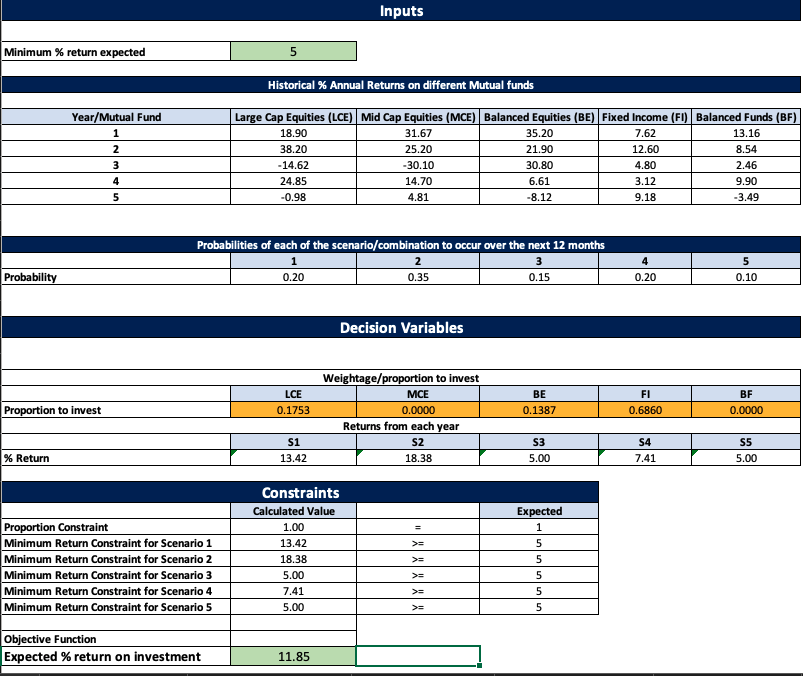 Inputs
Minimum % return expected 5
Historical % Annual Returns on different Mutual funds
Year/Mutual Fund Large Cap Equities (LCE) Mid Cap Equities (MCE) Balanced Equities (BE) Fixed Income (FI) Balanced Funds (BF)
1 18.90 31.67 35.20 7.62 13.16
2 38.20 25.20 21.90 12.60 8.54
3 -14.62 -30.10 30.80 4.80 2.46
4 24.85 14.70 6.61 3.12 9.90
5 -0.98 4.81 -8.12 9.18 -3.49
Probabilities of each of the scenario/combination to occur over the next 12 months
1 2 3 4 5
Probability 0.20 0.35 0.15 0.20 0.10
Decision Variables
Weightage/proportion to invest
LCE MCE BE FI BF
Proportion to invest 0.1753 0.0000 0.1387 0.6860 0.0000
Returns from each year
S1 S2 S3 S4 S5
% Return 13.42 18.38 5.00 7.41 5.00
Constraints
Calculated Value Expected
Proportion Constraint 1.00 = 1
Minimum Return Constraint for Scenario 1 13.42 >= 5
Minimum Return Constraint for Scenario 2 18.38 >= 5
Minimum Return Constraint for Scenario 3 5.00 >= 5
Minimum Return Constraint for Scenario 4 7.41 >= 5
Minimum Return Constraint for Scenario 5 5.00 >= 5
Objective Function
Expected % return on investment 11.85